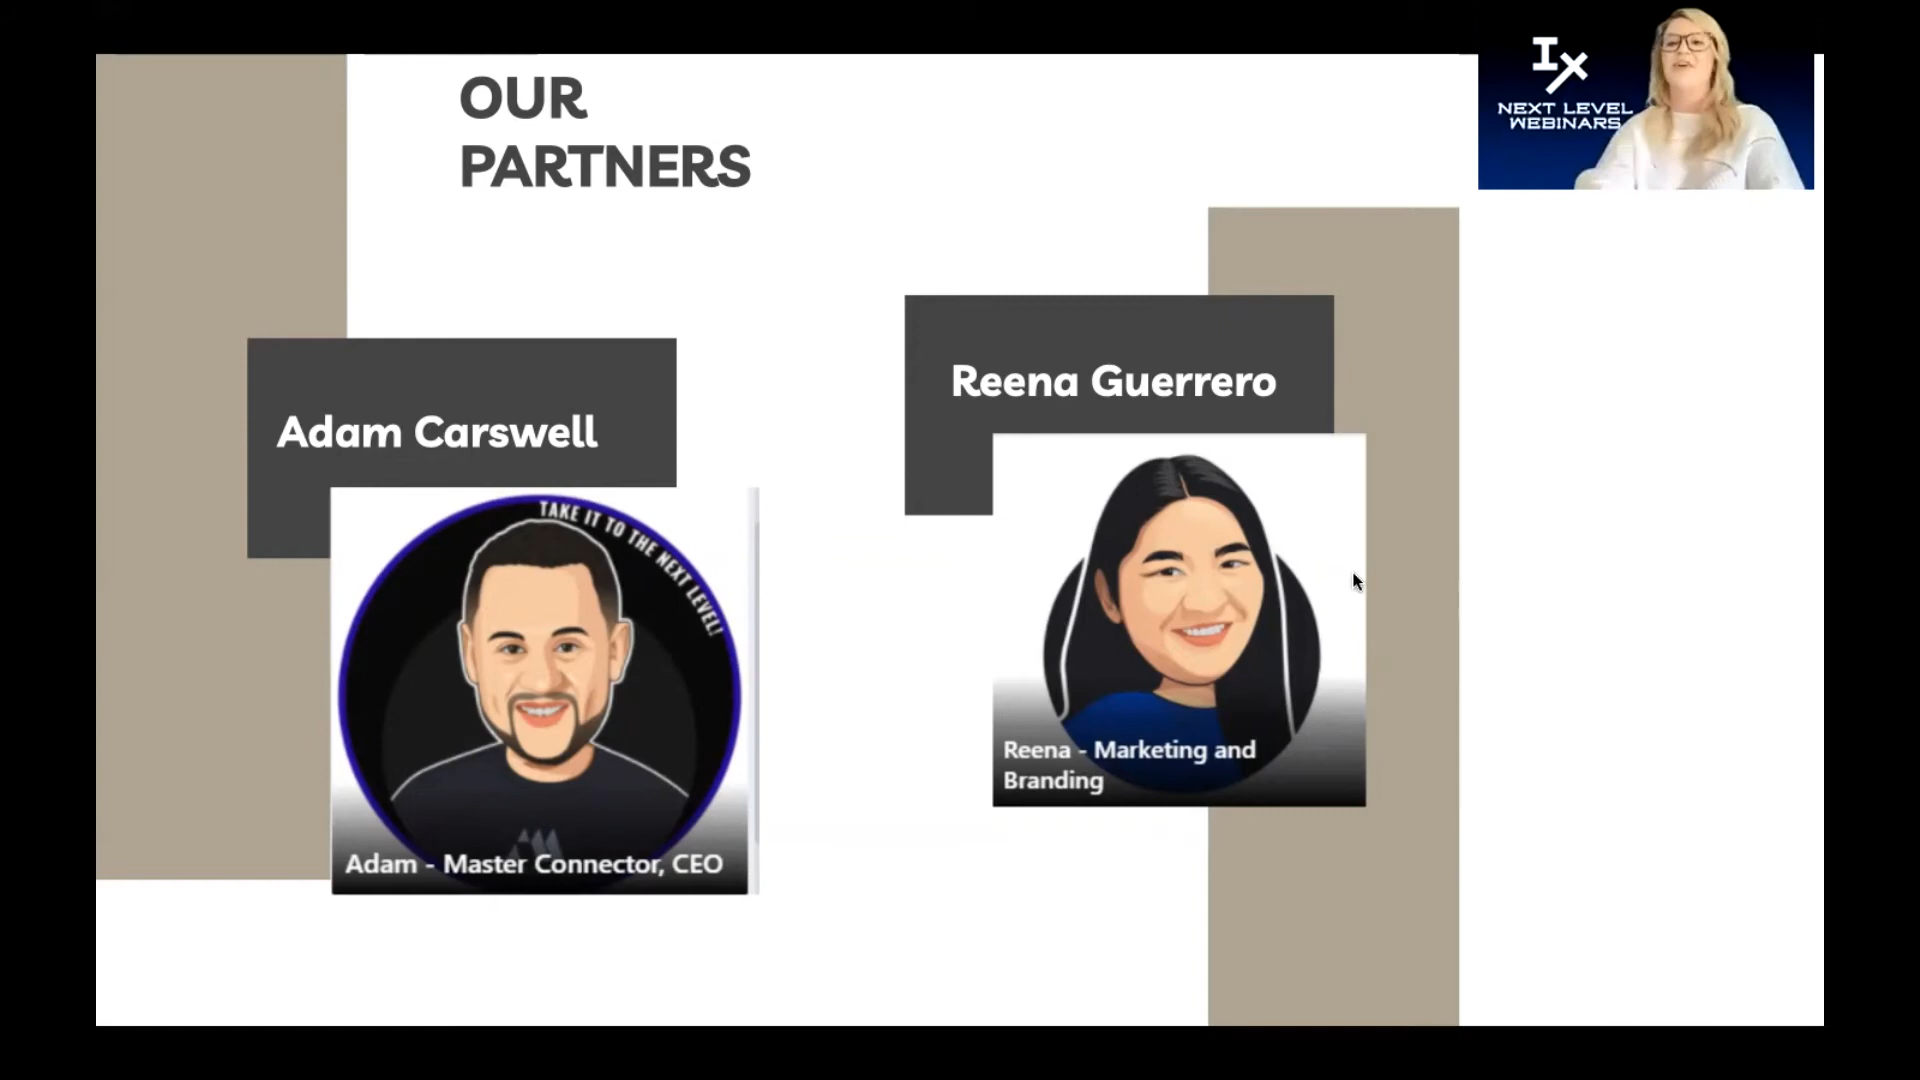 OUR
PARTNERS
NEXT LEVEL
WEBINARS
Adam Carswell
TAKE IT TO THE NEXT LEVEL!
Adam - Master Connector, CEO
Reena Guerrero
Reena - Marketing and
Branding